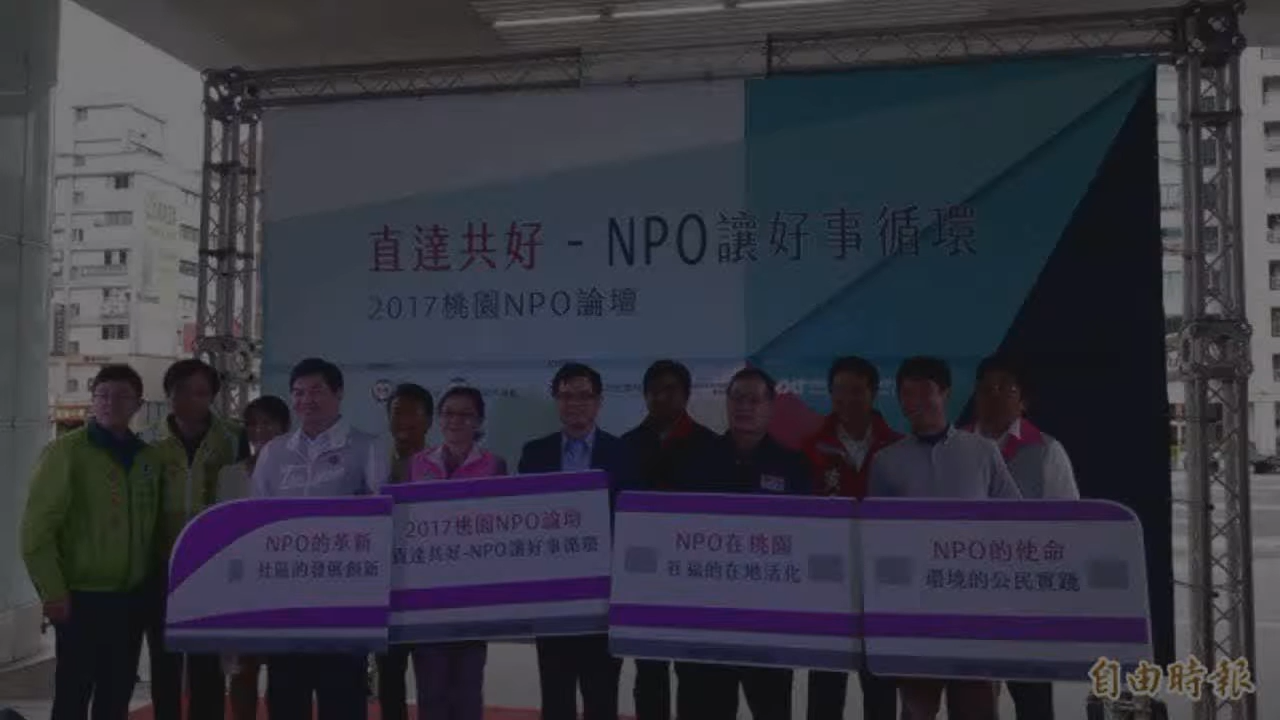 直達共好 - NPO讓好事循環
2017桃園NPO論壇
NPO的革新
社區的發展創新
2017桃園NPO論壇
直達共好-NPO讓好事循環
NPO在桃園
社福的在地活化
NPO的使命
環境的公民實踐
自由時報